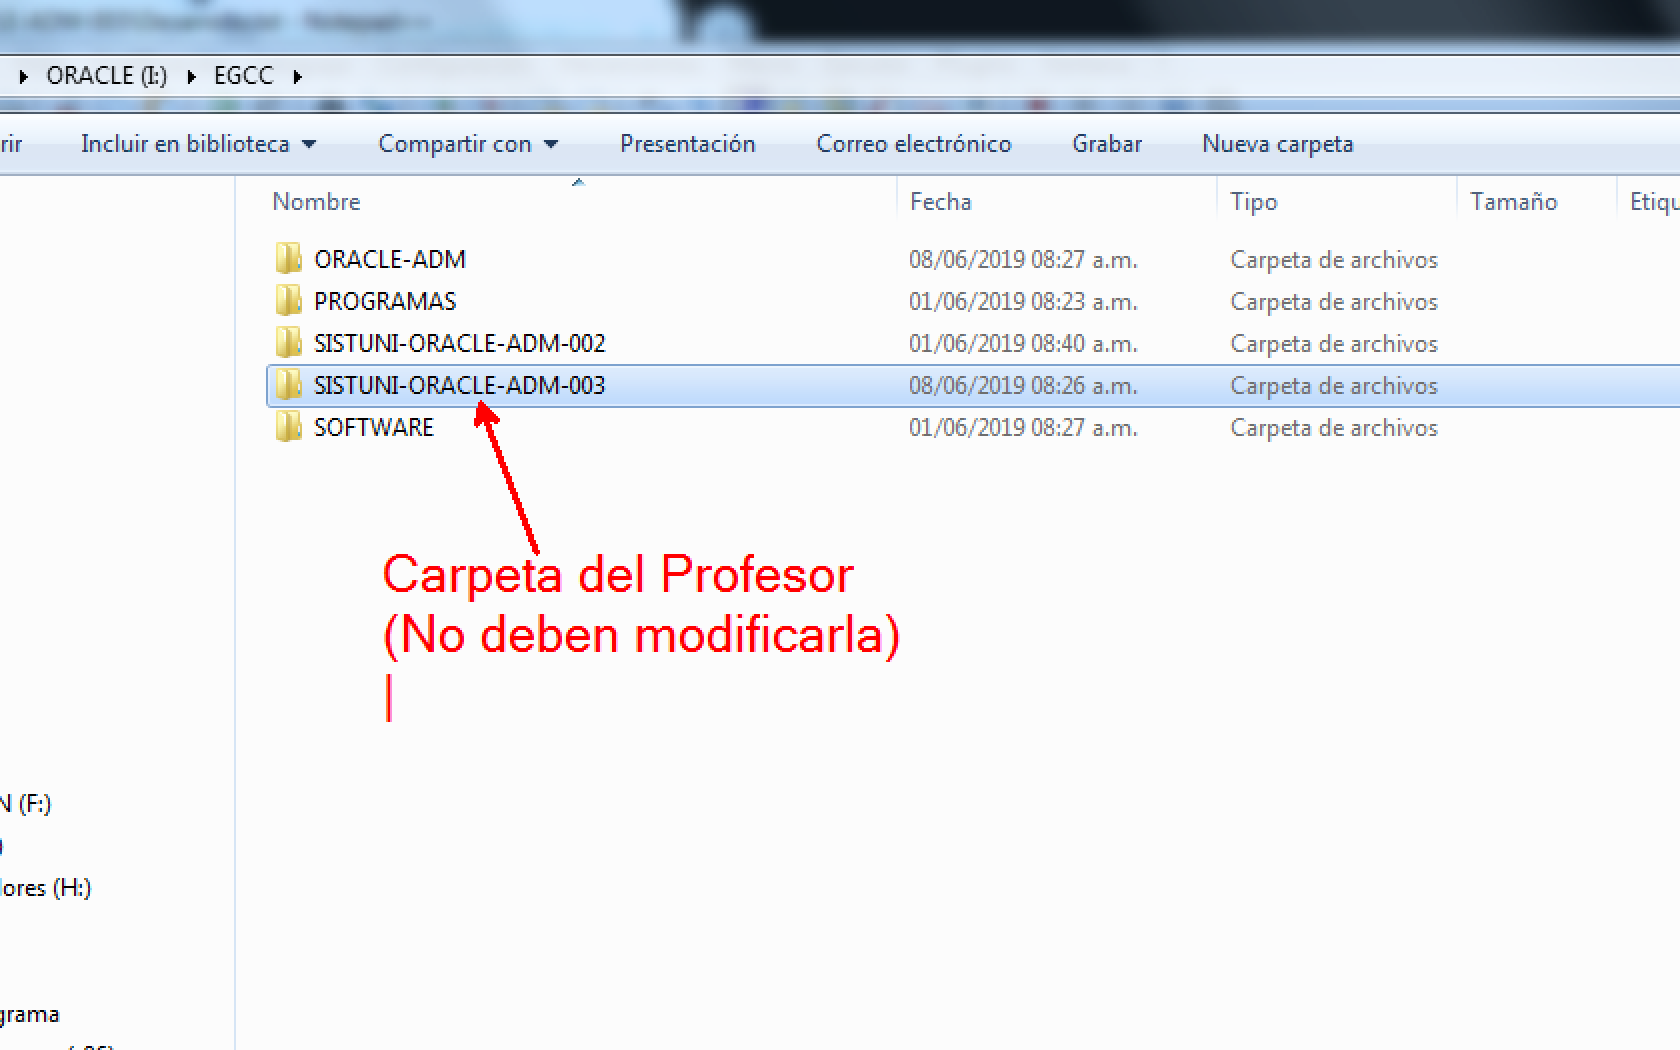 ORACLE (I:) EGCC
Incluir en biblioteca Compartir con Presentación Correo electrónico Grabar Nueva carpeta
Nombre Fecha Tipo Tamaño
ORACLE-ADM 08/06/2019 08:27 a.m. Carpeta de archivos
PROGRAMAS 01/06/2019 08:23 a.m. Carpeta de archivos
SISTUNI-ORACLE-ADM-002 01/06/2019 08:40 a.m. Carpeta de archivos
SISTUNI-ORACLE-ADM-003 08/06/2019 08:26 a.m. Carpeta de archivos
SOFTWARE 01/06/2019 08:27 a.m. Carpeta de archivos
Carpeta del Profesor
(No deben modificarla)
N (F:)
ores (H:)
grama